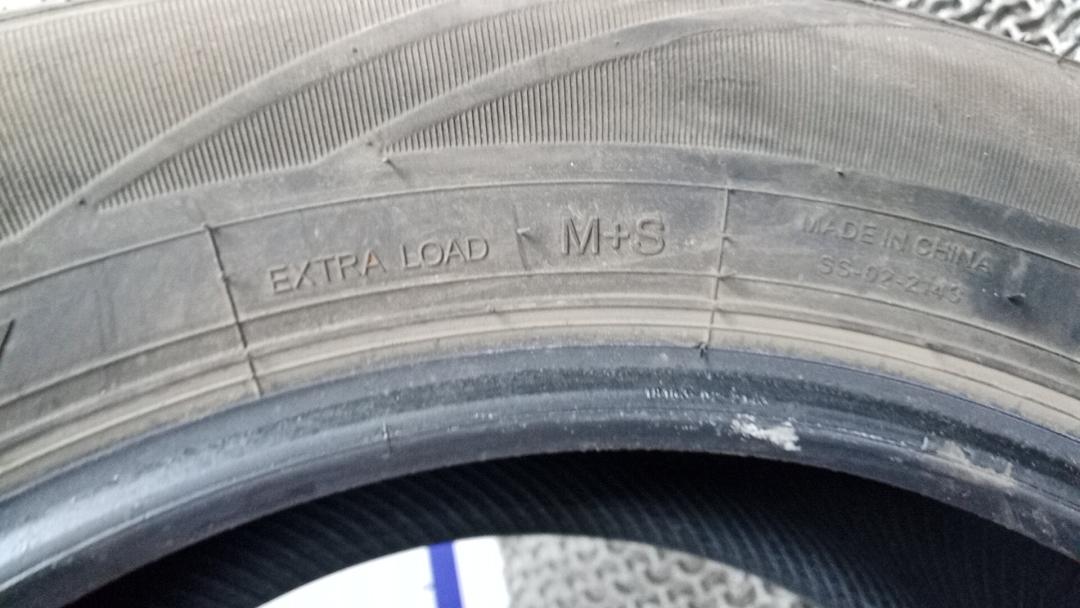 EXTRA LOAD
M+S
MADE IN CHINA
SS-02-2143